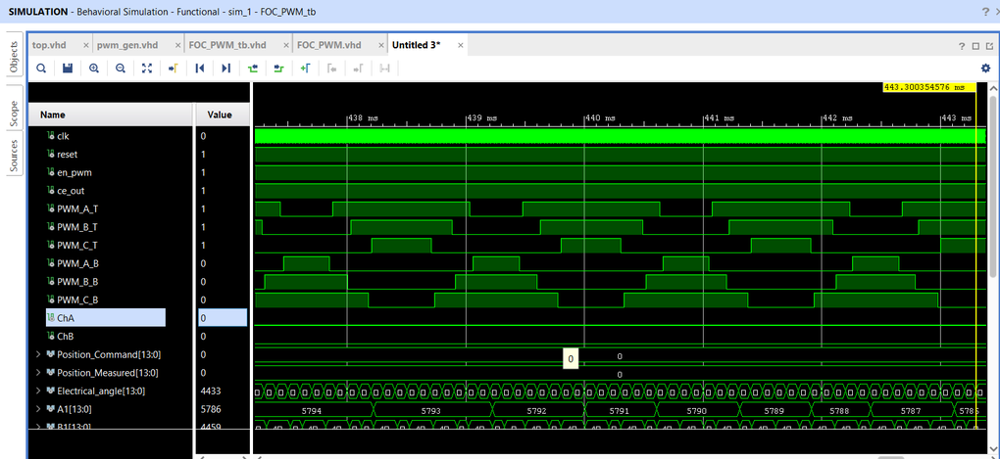 SIMULATION - Behavioral Simulation - Functional - sim_1 - FOC_PWM_tb ? ×
top.vhd × pwm_gen.vhd × FOC_PWM_tb.vhd × FOC_PWM.vhd × Untitled 3* × ?
Objects
Scope
Sources
443.300354576 ms
Name Value
438 ms 439 ms 440 ms 441 ms 442 ms 443 ms
clk 0
reset 1
en_pwm 1
ce_out 1
PWM_A_T 1
PWM_B_T 1
PWM_C_T 1
PWM_A_B 0
PWM_B_B 0
PWM_C_B 0
ChA 0
ChB 0
Position_Command[13:0] 0 0 0
Position_Measured[13:0] 0 0
Electrical_angle[13:0] 4433
A1[13:0] 5786 5794 5793 5792 5791 5790 5789 5788 5787
B1[13:0] 4459